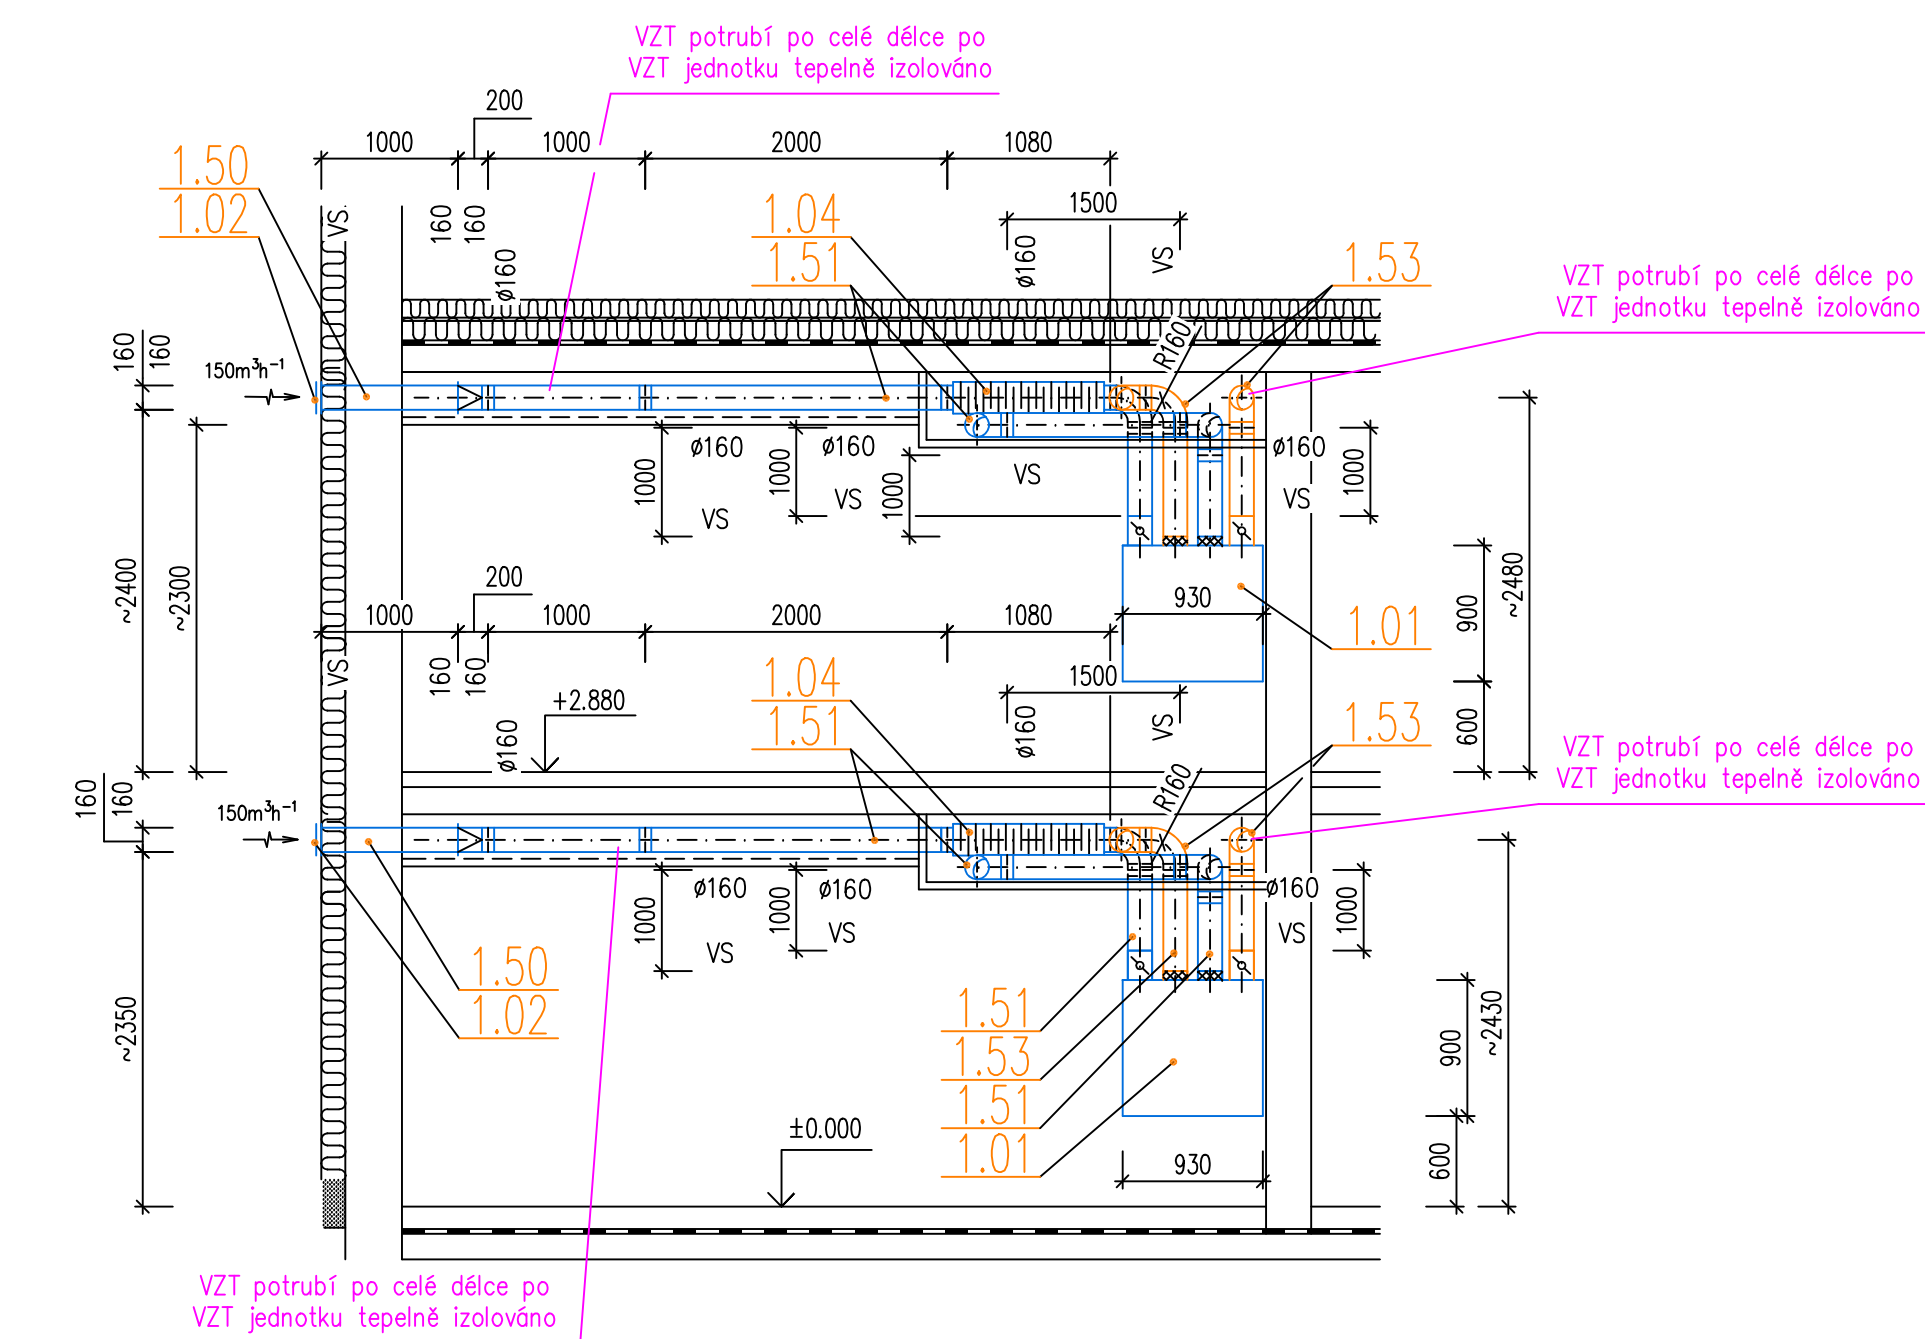 VZT potrubí po celé délce po
VZT jednotku tepelně izolováno
200
1000
1000
2000
1080
1.50
1.02
VS
160
160
ø160
1.04
1.51
1500
ø160
VS
1.53
VZT potrubí po celé délce po
VZT jednotku tepelně izolováno
160
160
150m³h⁻¹
R160
ø160
ø160
ø160
1000
1000
1000
1000
VS
VS
VS
VS
~2400
~2300
~2480
900
600
930
1.01
200
1000
1000
2000
1080
VS
160
160
ø160
+2.880
1.04
1.51
1500
ø160
VS
1.53
VZT potrubí po celé délce po
VZT jednotku tepelně izolováno
160
160
150m³h⁻¹
R160
ø160
ø160
ø160
1000
1000
1000
VS
VS
VS
1.50
1.02
~2350
~2430
900
600
1.51
1.53
1.51
1.01
±0.000
930
VZT potrubí po celé délce po
VZT jednotku tepelně izolováno